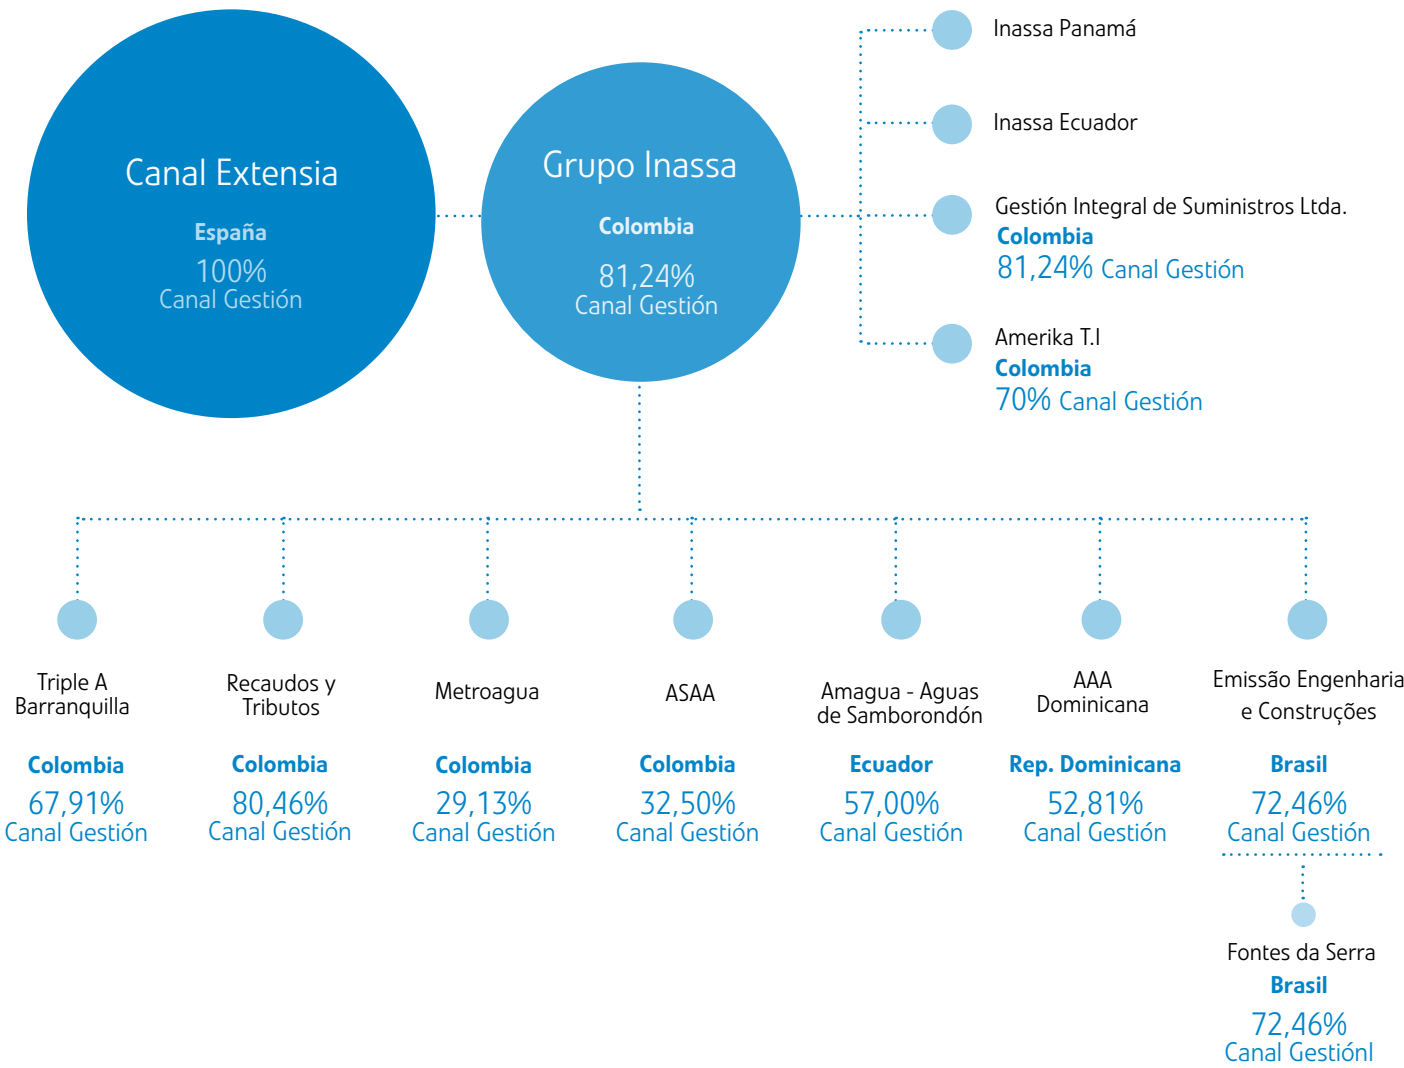 Canal Extensia
España
100%
Canal Gestión
Grupo Inassa
Colombia
81,24%
Canal Gestión
Inassa Panamá
Inassa Ecuador
Gestión Integral de Suministros Ltda.
Colombia
81,24% Canal Gestión
Amerika T.I
Colombia
70% Canal Gestión
Triple A
Barranquilla
Colombia
67,91%
Canal Gestión
Recaudos y
Tributos
Colombia
80,46%
Canal Gestión
Metroagua
Colombia
29,13%
Canal Gestión
ASAA
Colombia
32,50%
Canal Gestión
Amagua - Aguas
de Samborondón
Ecuador
57,00%
Canal Gestión
AAA
Dominicana
Rep. Dominicana
52,81%
Canal Gestión
Emissão Engenharia
e Construções
Brasil
72,46%
Canal Gestión
Fontes da Serra
Brasil
72,46%
Canal Gestiónl